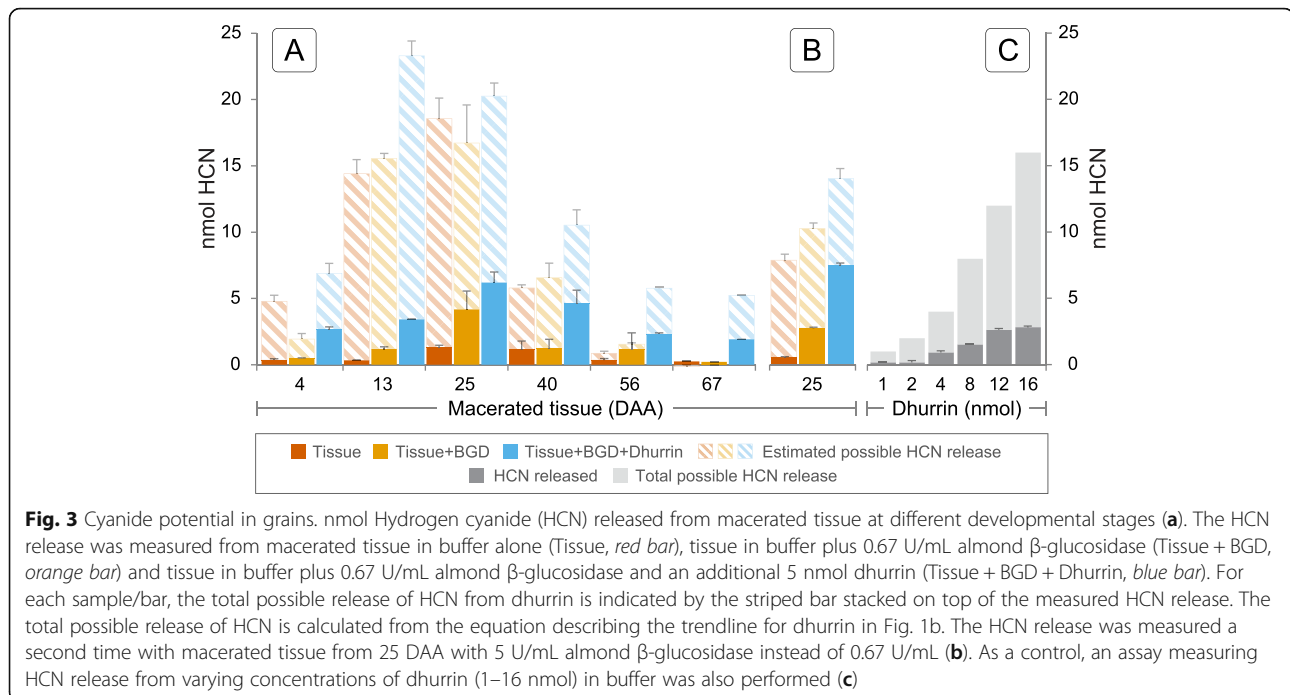 A
B
C
25
20
15
10
5
0
nmol HCN
25
20
15
10
5
0
nmol HCN
4 13 25 40 56 67 25 1 2 4 8 12 16
Macerated tissue (DAA) Dhurrin (nmol)
Tissue Tissue+BGD Tissue+BGD+Dhurrin Estimated possible HCN release
HCN released Total possible HCN release
Fig. 3 Cyanide potential in grains. nmol Hydrogen cyanide (HCN) released from macerated tissue at different developmental stages (a). The HCN
release was measured from macerated tissue in buffer alone (Tissue, red bar), tissue in buffer plus 0.67 U/mL almond β-glucosidase (Tissue + BGD,
orange bar) and tissue in buffer plus 0.67 U/mL almond β-glucosidase and an additional 5 nmol dhurrin (Tissue + BGD + Dhurrin, blue bar). For
each sample/bar, the total possible release of HCN from dhurrin is indicated by the striped bar stacked on top of the measured HCN release. The
total possible release of HCN is calculated from the equation describing the trendline for dhurrin in Fig. 1b. The HCN release was measured a
second time with macerated tissue from 25 DAA with 5 U/mL almond β-glucosidase instead of 0.67 U/mL (b). As a control, an assay measuring
HCN release from varying concentrations of dhurrin (1–16 nmol) in buffer was also performed (c)